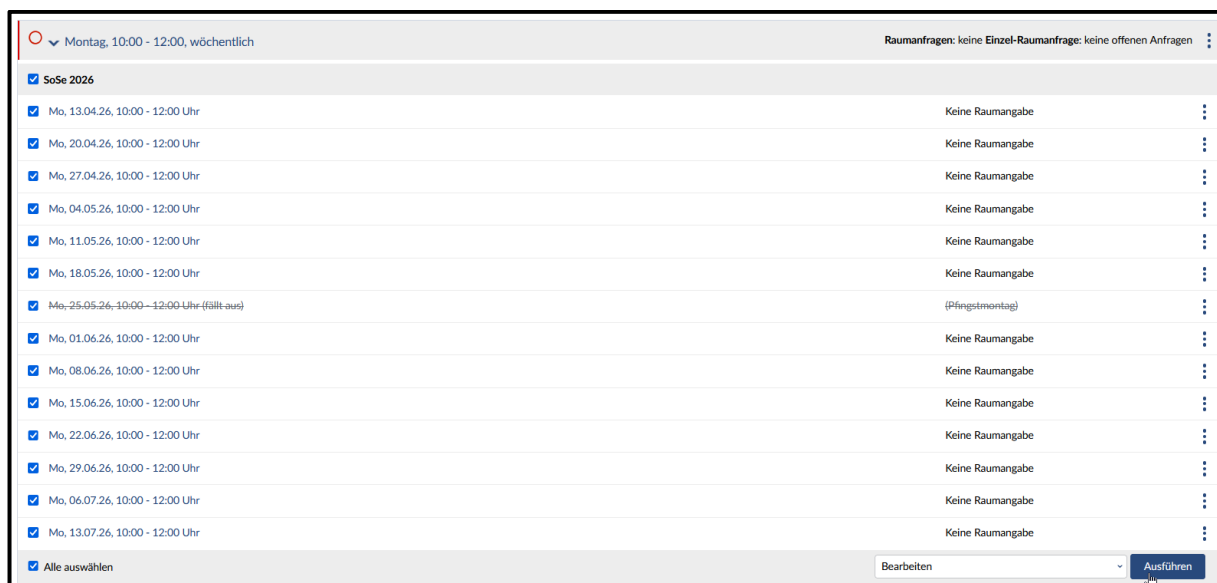 Montag, 10:00 - 12:00, wöchentlich Raumanfragen: keine Einzel-Raumanfrage: keine offenen Anfragen
SoSe 2026
Mo, 13.04.26, 10:00 - 12:00 Uhr Keine Raumangabe
Mo, 20.04.26, 10:00 - 12:00 Uhr Keine Raumangabe
Mo, 27.04.26, 10:00 - 12:00 Uhr Keine Raumangabe
Mo, 04.05.26, 10:00 - 12:00 Uhr Keine Raumangabe
Mo, 11.05.26, 10:00 - 12:00 Uhr Keine Raumangabe
Mo, 18.05.26, 10:00 - 12:00 Uhr Keine Raumangabe
Mo, 25.05.26, 10:00 - 12:00 Uhr (fällt aus) (Pfingstmontag)
Mo, 01.06.26, 10:00 - 12:00 Uhr Keine Raumangabe
Mo, 08.06.26, 10:00 - 12:00 Uhr Keine Raumangabe
Mo, 15.06.26, 10:00 - 12:00 Uhr Keine Raumangabe
Mo, 22.06.26, 10:00 - 12:00 Uhr Keine Raumangabe
Mo, 29.06.26, 10:00 - 12:00 Uhr Keine Raumangabe
Mo, 06.07.26, 10:00 - 12:00 Uhr Keine Raumangabe
Mo, 13.07.26, 10:00 - 12:00 Uhr Keine Raumangabe
Alle auswählen Bearbeiten Ausführen